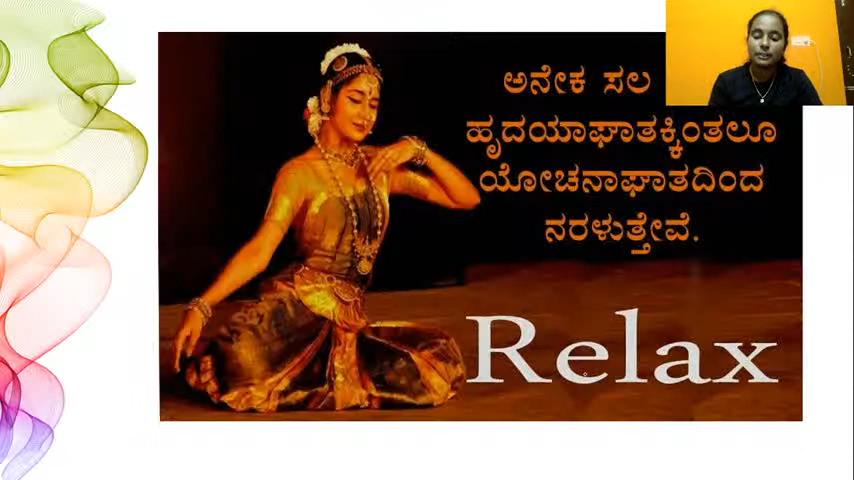 ಅನೇಕ ಸಲ
ಹೃದಯಾಘಾತಕ್ಕಿಂತಲೂ
ಯೋಚನಾಘಾತದಿಂದ
ನರಳುತ್ತೇವೆ.
Relax